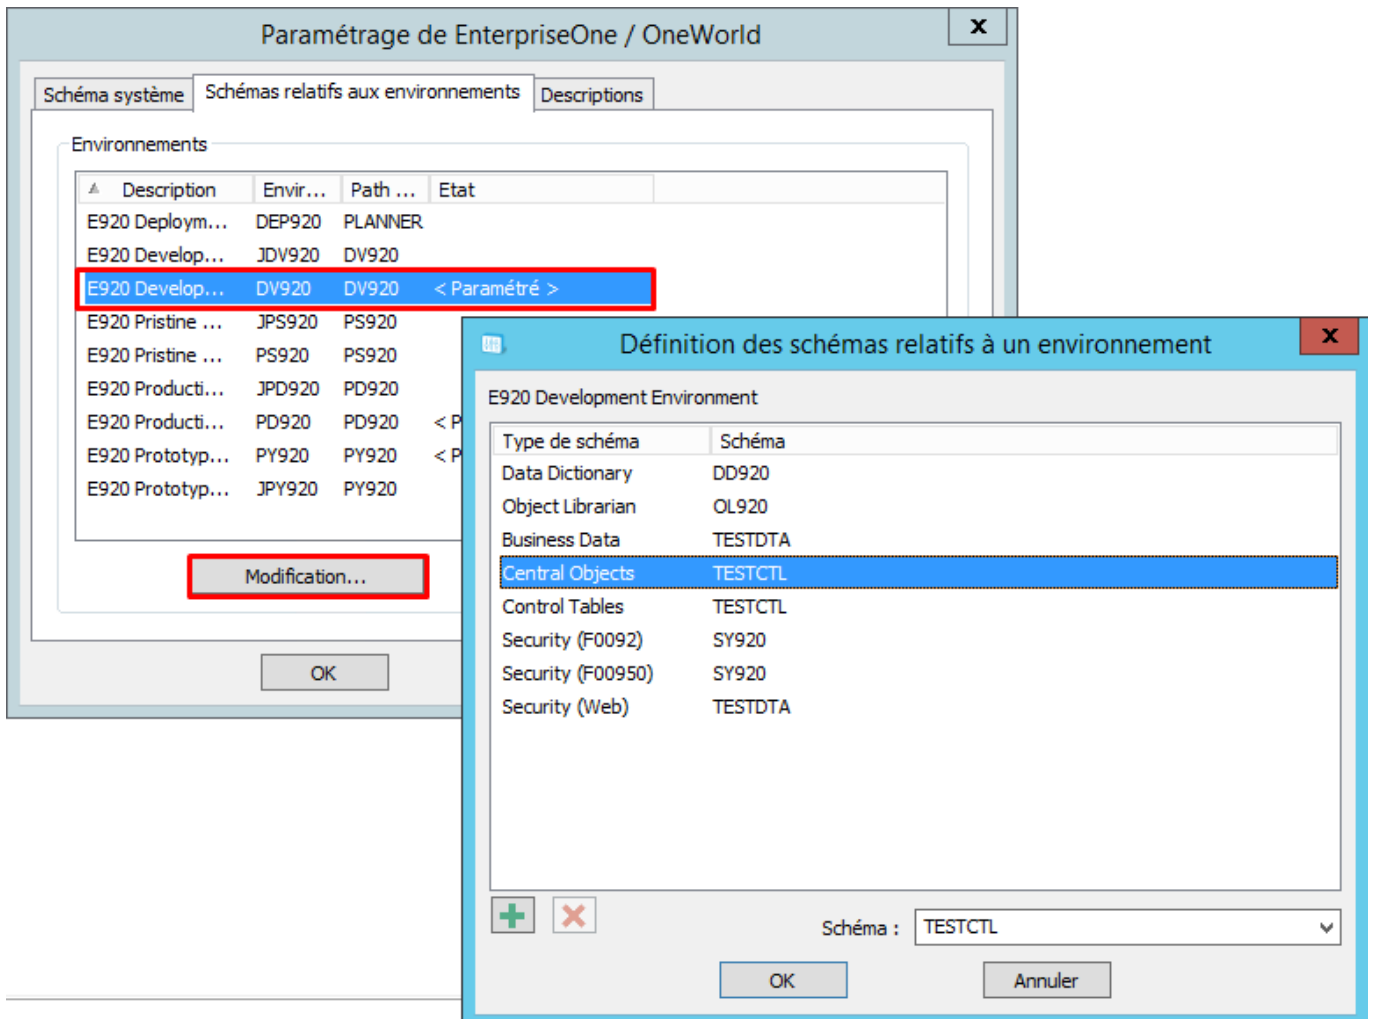 Paramétrage de EnterpriseOne / OneWorld
Schéma système Schémas relatifs aux environnements Descriptions
Environnements
Description Envir... Path ... Etat
E920 Deploym... DEP920 PLANNER
E920 Develop... JDV920 DV920
E920 Develop... DV920 DV920 < Paramétré >
E920 Pristine ... JPS920 PS920
E920 Pristine ... PS920 PS920
E920 Producti... JPD920 PD920
E920 Producti... PD920 PD920 < P
E920 Prototyp... PY920 PY920 < P
E920 Prototyp... JPY920 PY920
Modification...
OK
Définition des schémas relatifs à un environnement
E920 Development Environment
Type de schéma Schéma
Data Dictionary DD920
Object Librarian OL920
Business Data TESTDTA
Central Objects TESTCTL
Control Tables TESTCTL
Security (F0092) SY920
Security (F00950) SY920
Security (Web) TESTDTA
Schéma : TESTCTL
OK Annuler